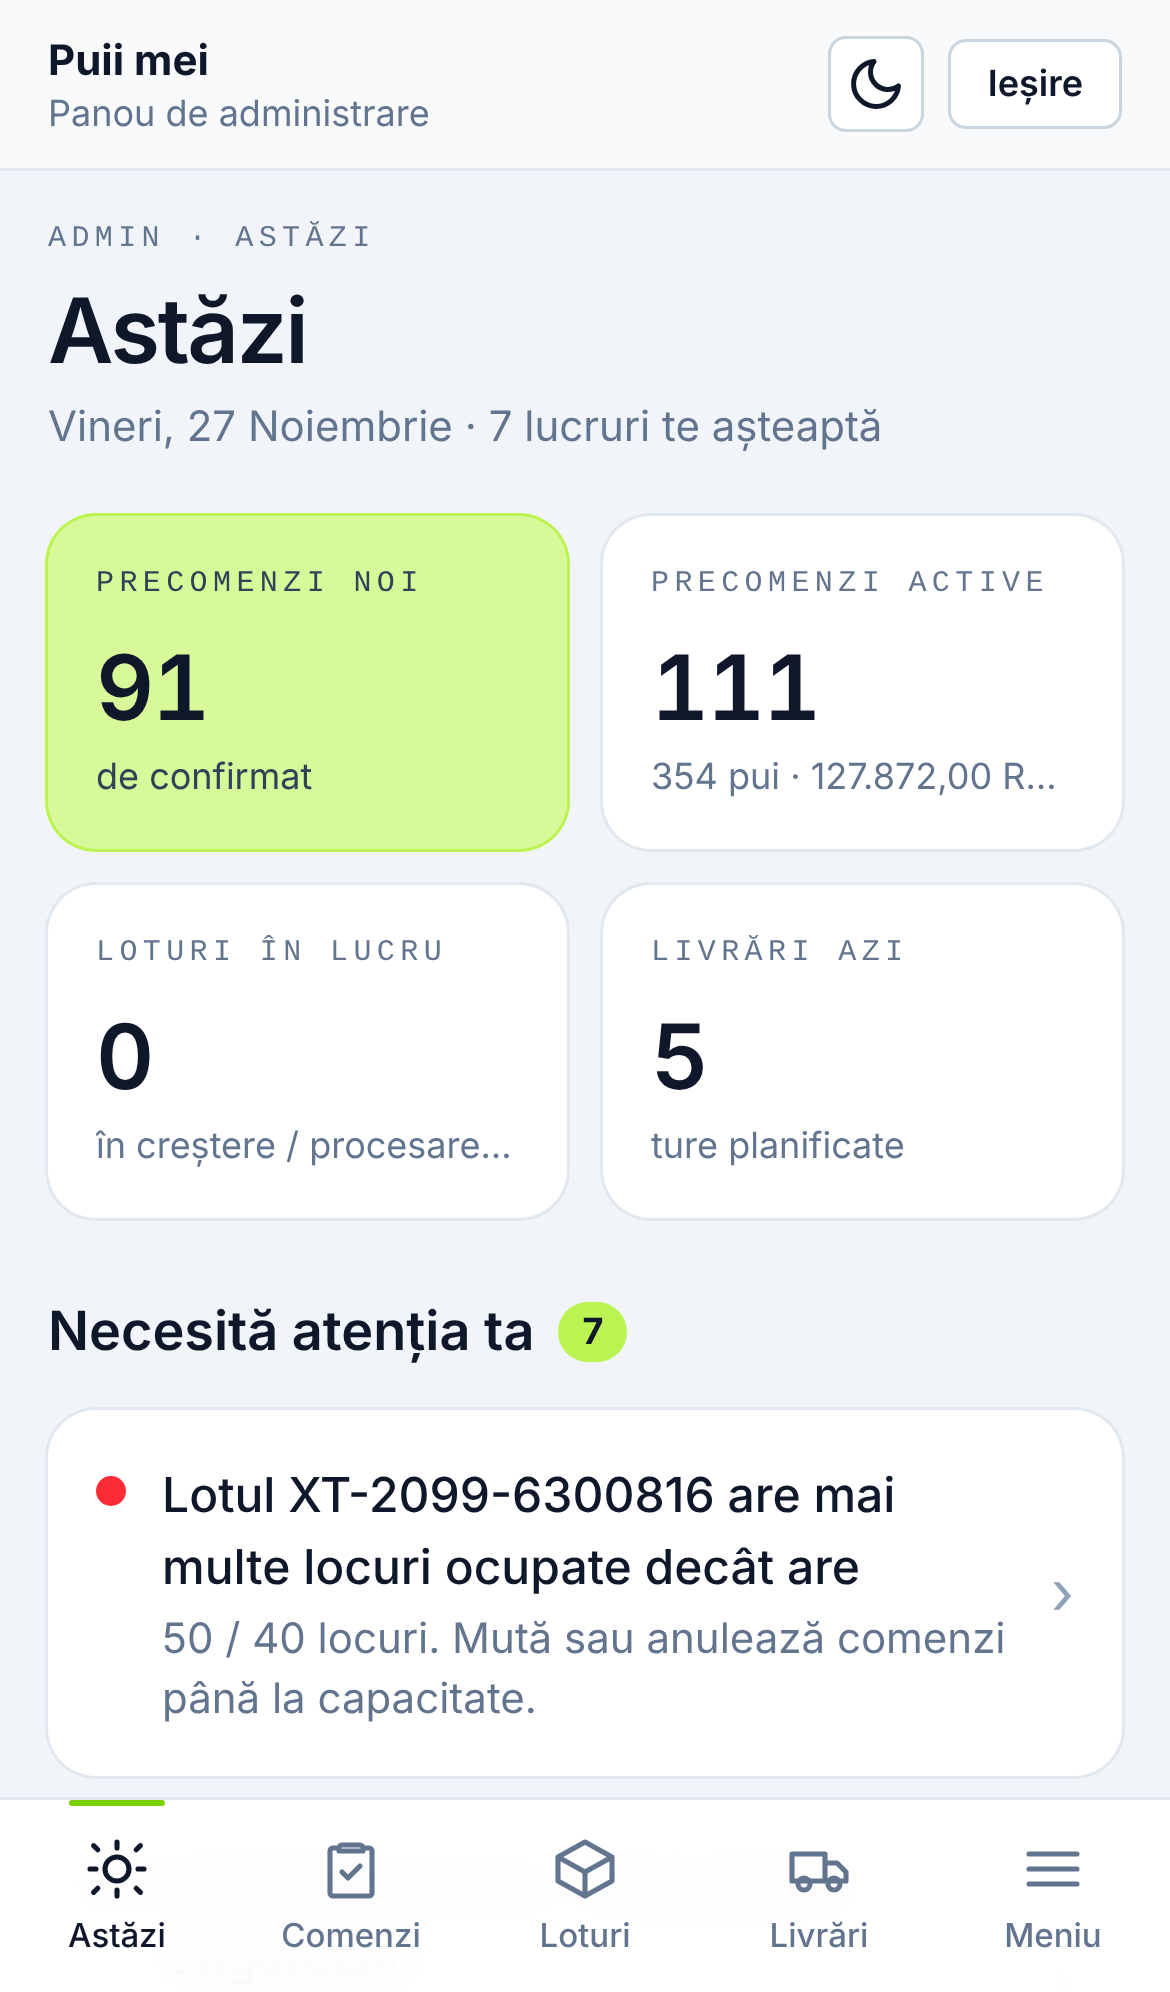 Puii mei
Panou de administrare
Ieșire
ADMIN · ASTĂZI
Astăzi
Vineri, 27 Noiembrie · 7 lucruri te așteaptă
PRECOMENZI NOI
91
de confirmat
PRECOMENZI ACTIVE
111
354 pui · 127.872,00 R...
LOTURI ÎN LUCRU
0
în creștere / procesare...
LIVRĂRI AZI
5
ture planificate
Necesită atenția ta 7
Lotul XT-2099-6300816 are mai
multe locuri ocupate decât are
50 / 40 locuri. Mută sau anulează comenzi
până la capacitate.
Astăzi
Comenzi
Loturi
Livrări
Meniu